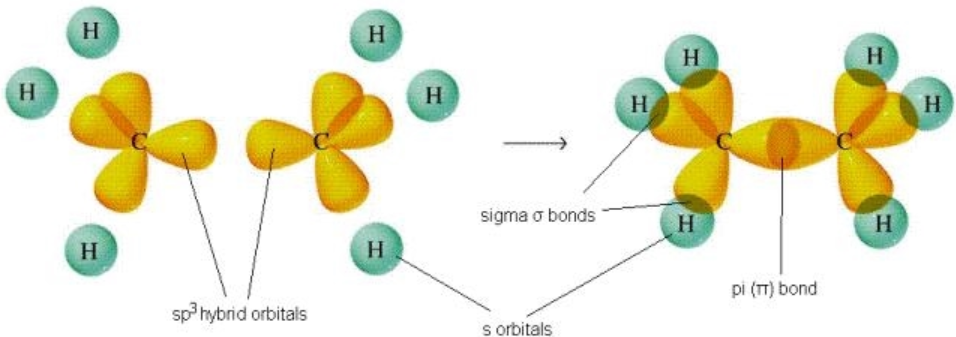 H
H
H
H
C
C
H
H
H
H
H
H
C
C
H
H
sp³ hybrid orbitals
s orbitals
sigma σ bonds
pi (π) bond